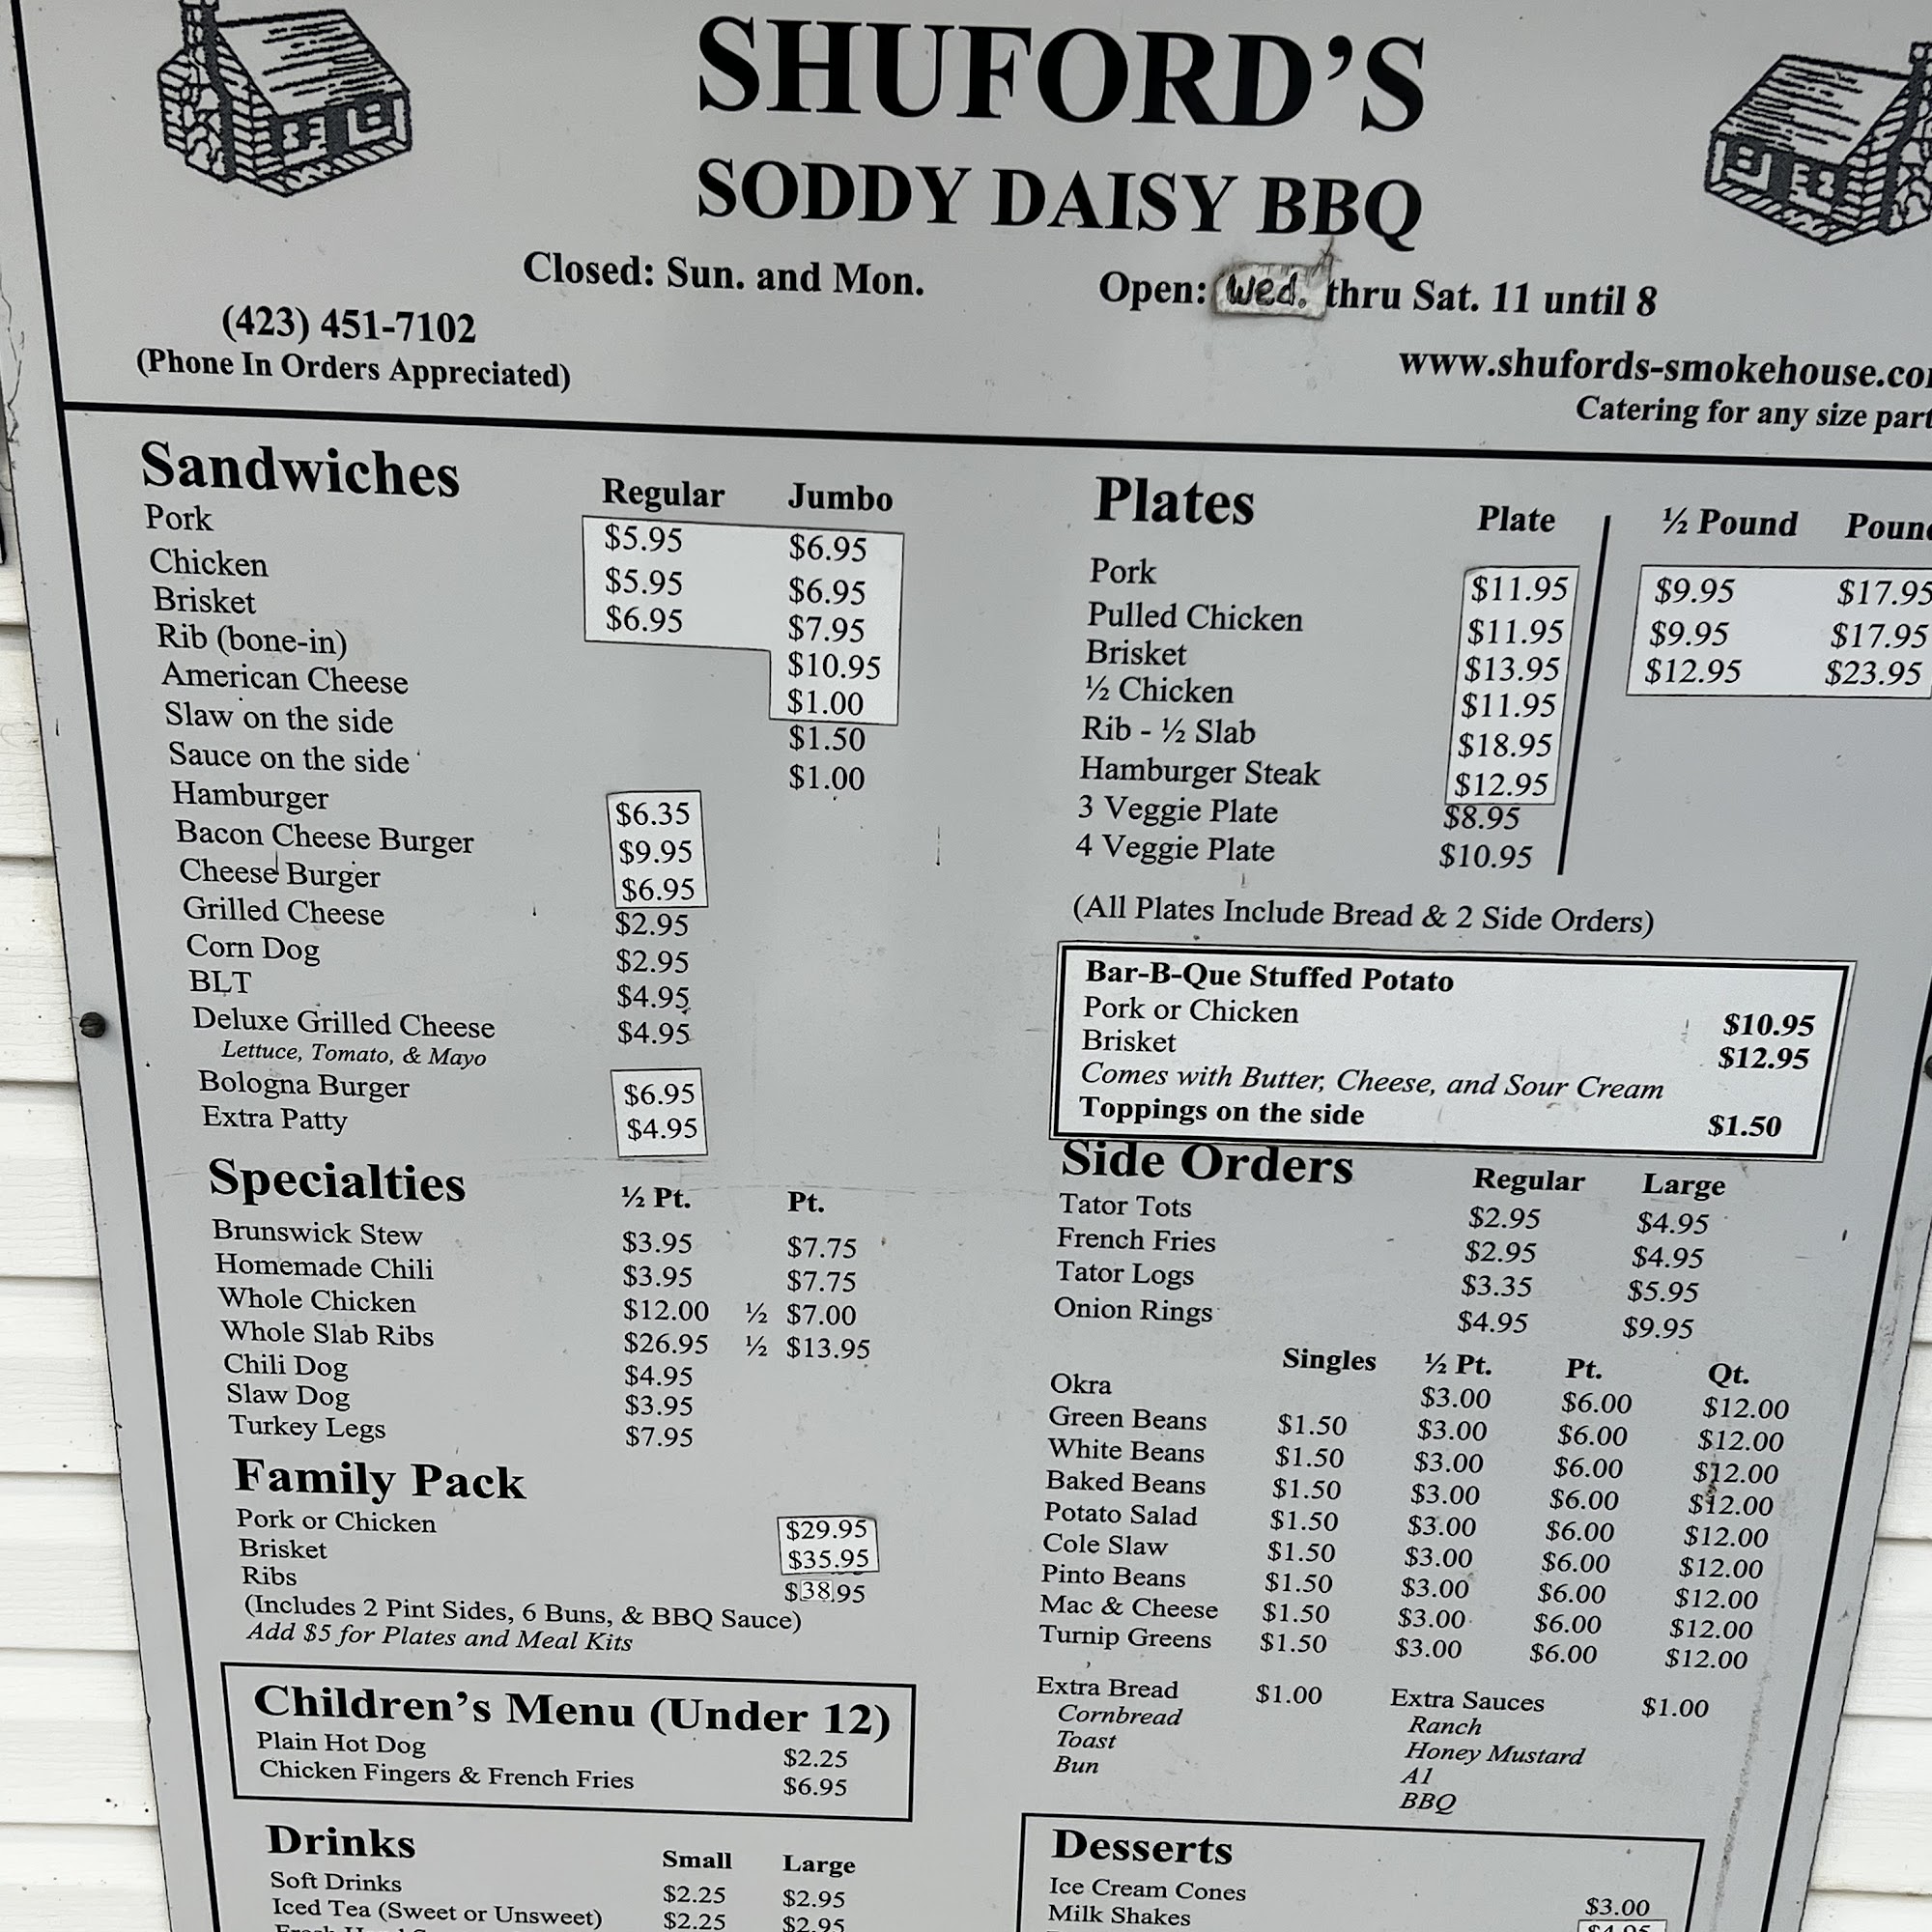 SHUFORD'S
SODDY DAISY BBQ
Closed: Sun. and Mon. Open: Wed. thru Sat. 11 until 8
(423) 451-7102
(Phone In Orders Appreciated)
www.shufords-smokehouse.co
Catering for any size
Sandwiches Regular Jumbo
Pork $5.95 $6.95
Chicken $5.95 $6.95
Brisket $6.95 $7.95
Rib (bone-in) $10.95
American Cheese $1.00
Slaw on the side $1.50
Sauce on the side $1.00
Hamburger $6.35
Bacon Cheese Burger $9.95
Cheese Burger $6.95
Grilled Cheese $2.95
Corn Dog $2.95
BLT $4.95
Deluxe Grilled Cheese $4.95
Lettuce, Tomato, & Mayo
Bologna Burger $6.95
Extra Patty $4.95
Specialties ½ Pt. Pt.
Brunswick Stew $3.95 $7.75
Homemade Chili $3.95 $7.75
Whole Chicken $12.00 ½ $7.00
Whole Slab Ribs $26.95 ½ $13.95
Chili Dog $4.95
Slaw Dog $3.95
Turkey Legs $7.95
Family Pack
Pork or Chicken $29.95
Brisket $35.95
Ribs $38.95
(Includes 2 Pint Sides, 6 Buns, & BBQ Sauce)
Add $5 for Plates and Meal Kits
Children's Menu (Under 12)
Plain Hot Dog $2.25
Chicken Fingers & French Fries $6.95
Drinks Small Large
Soft Drinks $2.25 $2.95
Iced Tea (Sweet or Unsweet) $2.25 $2.95
Plates Plate ½ Pound Pound
Pork $11.95 $9.95 $17.95
Pulled Chicken $11.95 $9.95 $17.95
Brisket $13.95 $12.95 $23.95
½ Chicken $11.95
Rib - ½ Slab $18.95
Hamburger Steak $12.95
3 Veggie Plate $8.95
4 Veggie Plate $10.95
(All Plates Include Bread & 2 Side Orders)
Bar-B-Que Stuffed Potato
Pork or Chicken $10.95
Brisket $12.95
Comes with Butter, Cheese, and Sour Cream
Toppings on the side $1.50
Side Orders Regular Large
Tator Tots $2.95 $4.95
French Fries $2.95 $4.95
Tator Logs $3.35 $5.95
Onion Rings $4.95 $9.95
Singles ½ Pt. Pt. Qt.
Okra $3.00 $6.00 $12.00
Green Beans $1.50 $3.00 $6.00 $12.00
White Beans $1.50 $3.00 $6.00 $12.00
Baked Beans $1.50 $3.00 $6.00 $12.00
Potato Salad $1.50 $3.00 $6.00 $12.00
Cole Slaw $1.50 $3.00 $6.00 $12.00
Pinto Beans $1.50 $3.00 $6.00 $12.00
Mac & Cheese $1.50 $3.00 $6.00 $12.00
Turnip Greens $1.50 $3.00 $6.00 $12.00
Extra Bread $1.00
Cornbread
Toast
Bun
Extra Sauces $1.00
Ranch
Honey Mustard
A1
BBQ
Desserts
Ice Cream Cones $3.00
Milk Shakes $4.95